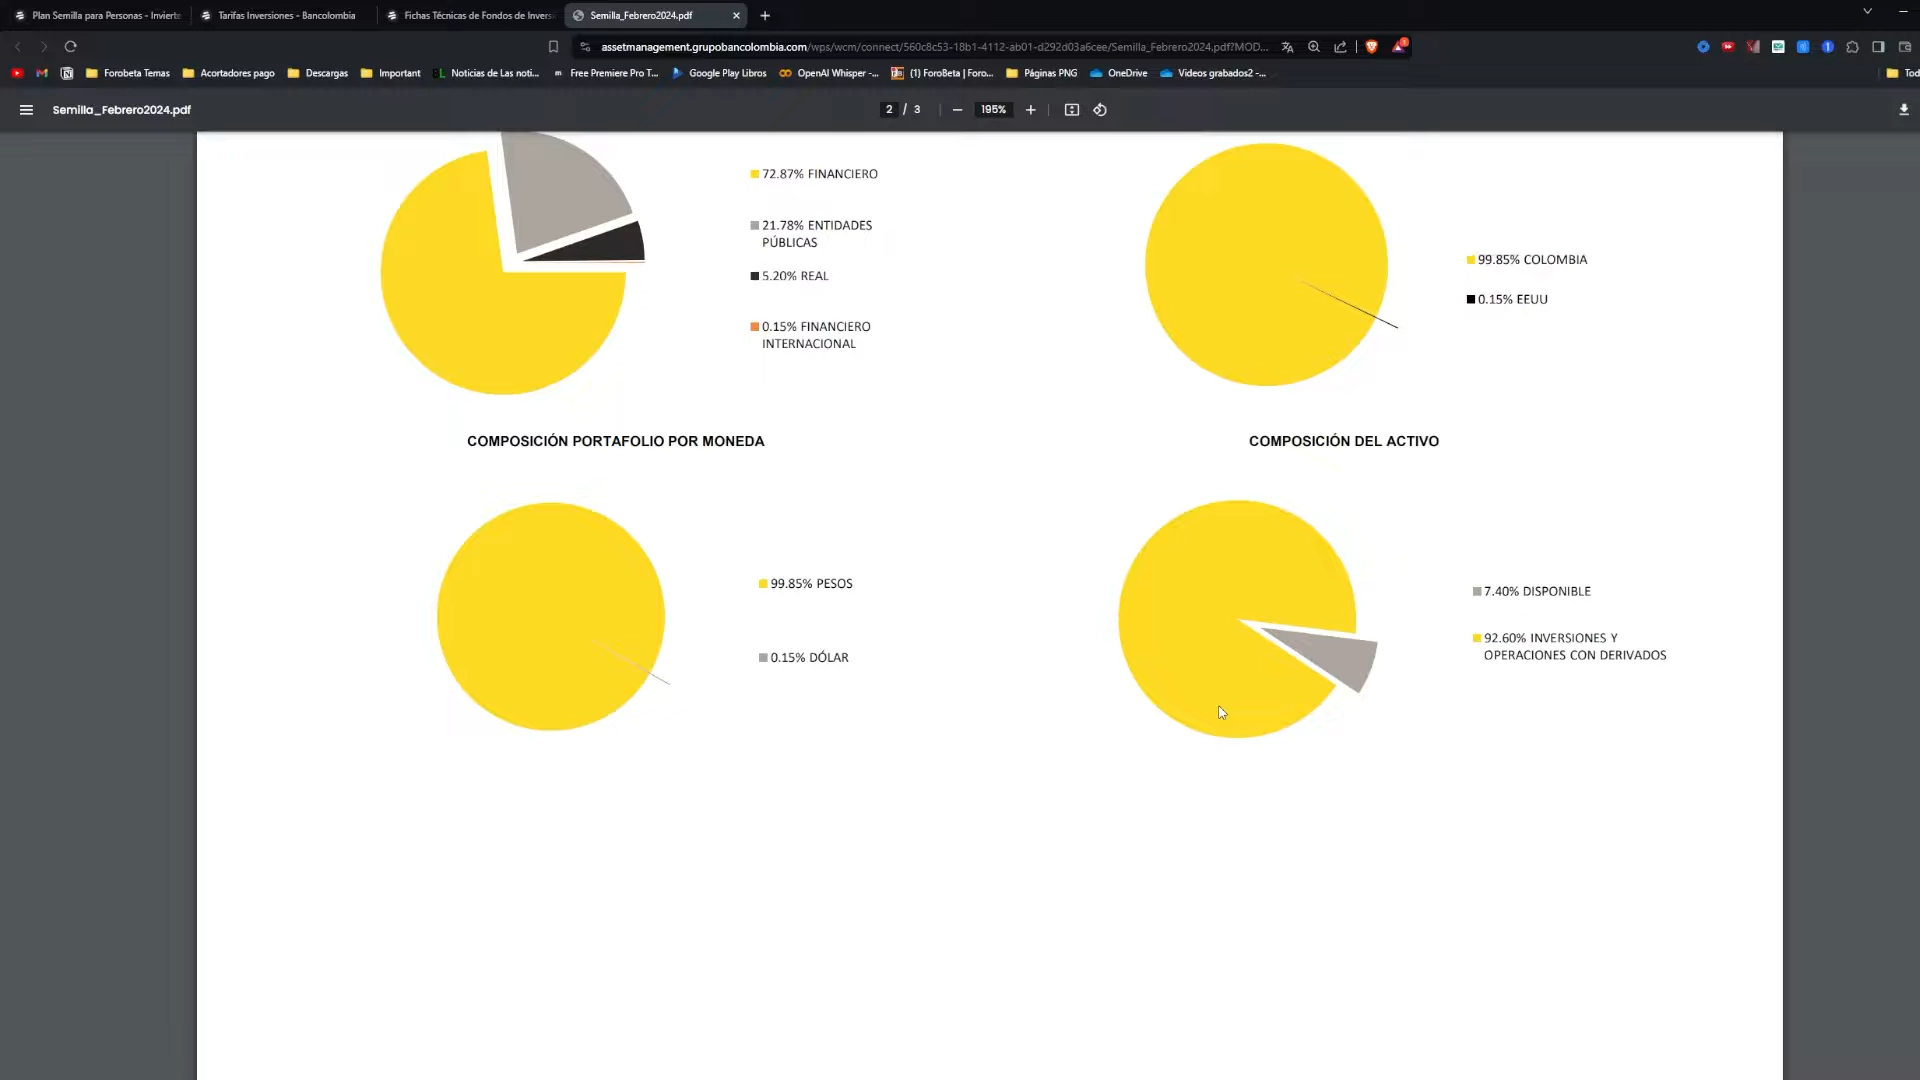 Plan Semilla para Personas - Invierte
Tarifas Inversiones - Bancolombia
Fichas Técnicas de Fondos de Invers
Semilla_Febrero2024.pdf
assetmanagement.grupobancolombia.com/wps/wcm/connect/560c8c53-18b1-4112-ab01-d292d03a6cee/Semilla_Febrero2024.pdf?MOD...
Forobeta Temas
Acortadores pago
Descargas
Important
Noticias de Las noti...
Free Premiere Pro T...
Google Play Libros
OpenAI Whisper -...
(1) ForoBeta | Foro...
Páginas PNG
OneDrive
Videos grabados2 -...
Tod
Semilla_Febrero2024.pdf
2 / 3
195%
72.87% FINANCIERO
21.78% ENTIDADES
PÚBLICAS
5.20% REAL
0.15% FINANCIERO
INTERNACIONAL
99.85% COLOMBIA
0.15% EEUU
COMPOSICIÓN PORTAFOLIO POR MONEDA
COMPOSICIÓN DEL ACTIVO
99.85% PESOS
0.15% DÓLAR
7.40% DISPONIBLE
92.60% INVERSIONES Y
OPERACIONES CON DERIVADOS